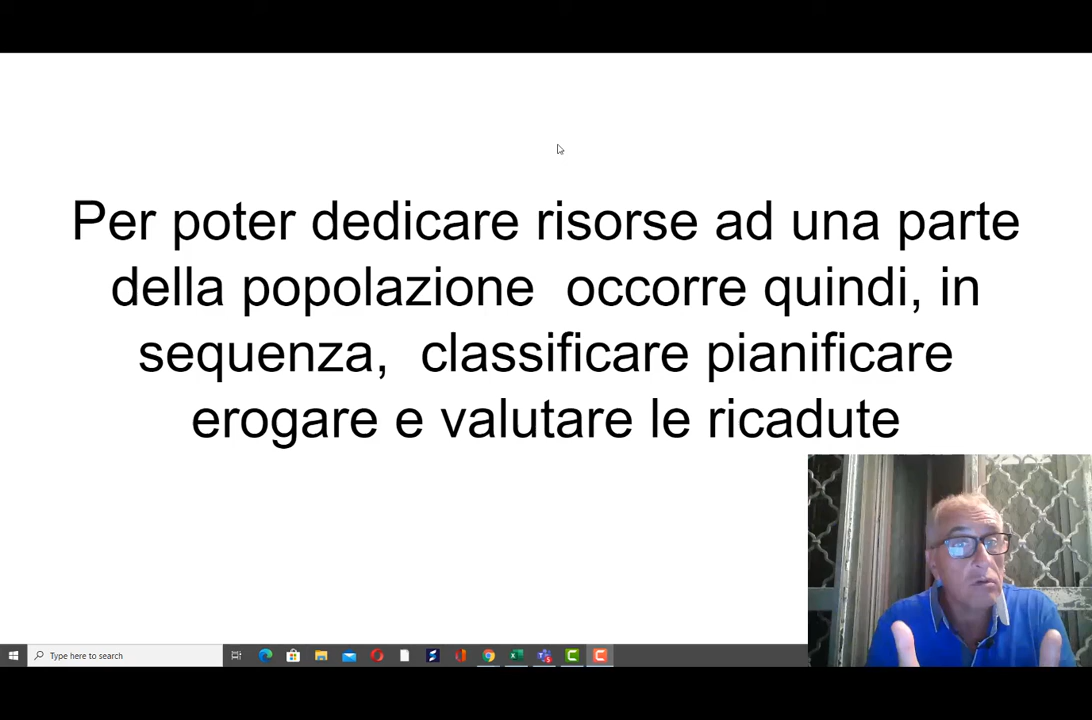 Per poter dedicare risorse ad una parte
della popolazione occorre quindi, in
sequenza, classificare pianificare
erogare e valutare le ricadute
Type here to search